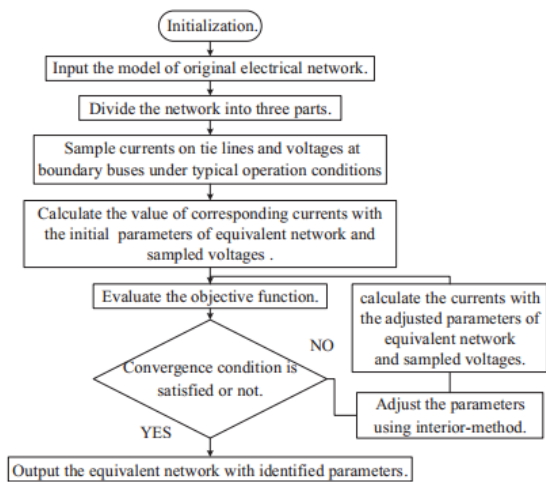 Initialization.
Input the model of original electrical network.
Divide the network into three parts.
Sample currents on tie lines and voltages at
boundary buses under typical operation conditions
Calculate the value of corresponding currents with
the initial parameters of equivalent network and
sampled voltages .
Evaluate the objective function.
calculate the currents with
the adjusted parameters of
equivalent network
and sampled voltages.
NO
Convergence condition is
satisfied or not.
Adjust the parameters
using interior-method.
YES
Output the equivalent network with identified parameters.